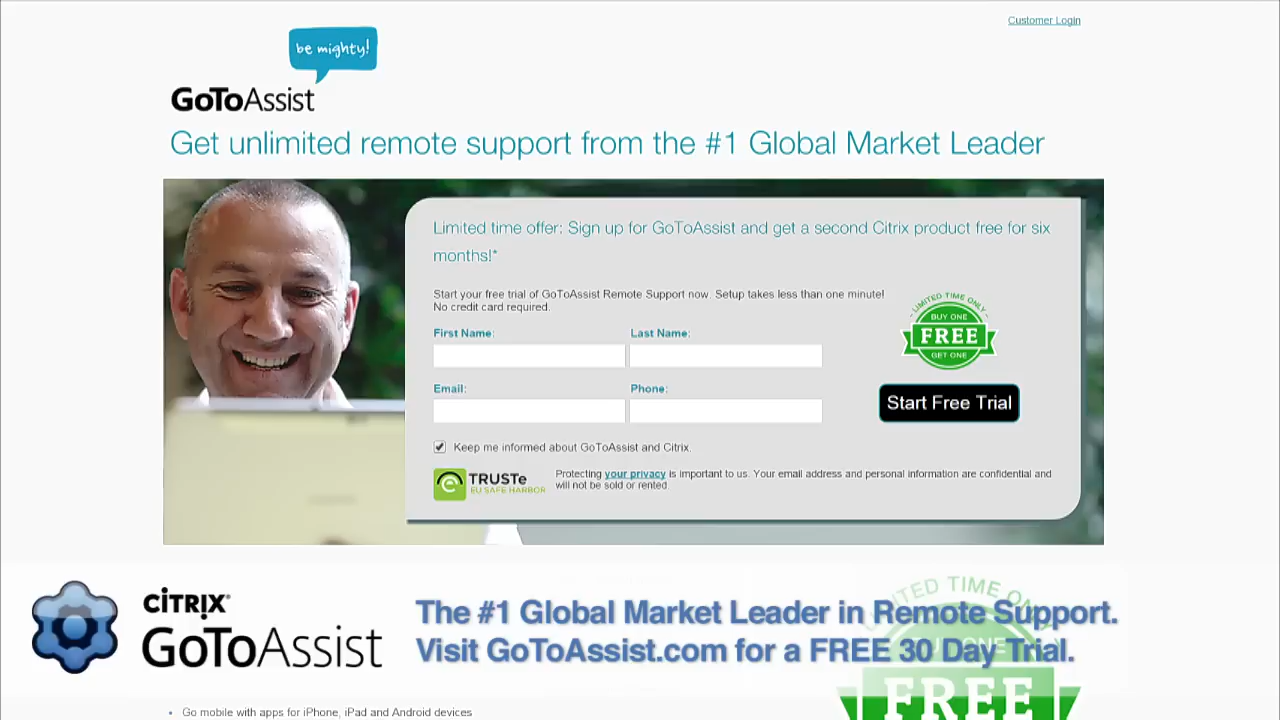 Customer Login
be mighty!
GoToAssist
Get unlimited remote support from the #1 Global Market Leader
Limited time offer: Sign up for GoToAssist and get a second Citrix product free for six
months!*
Start your free trial of GoToAssist Remote Support now. Setup takes less than one minute!
No credit card required.
First Name:
Last Name:
Email:
Phone:
LIMITED TIME ONLY
BUY ONE
FREE
GET ONE
Start Free Trial
Keep me informed about GoToAssist and Citrix.
TRUSTe
EU SAFE HARBOR
Protecting your privacy is important to us. Your email address and personal information are confidential and
will not be sold or rented.
CITRIX®
GoToAssist
The #1 Global Market Leader in Remote Support.
Visit GoToAssist.com for a FREE 30 Day Trial.
LIMITED TIME ONLY
BUY ONE
FREE
• Go mobile with apps for iPhone, iPad and Android devices